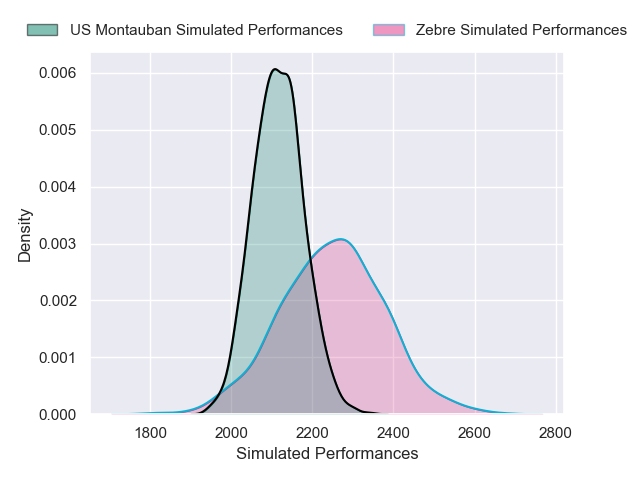 US Montauban Simulated Performances Zebre Simulated Performances
0.006
0.005
0.004
0.003
0.002
0.001
0.000
Density
1800 2000 2200 2400 2600 2800
Simulated Performances